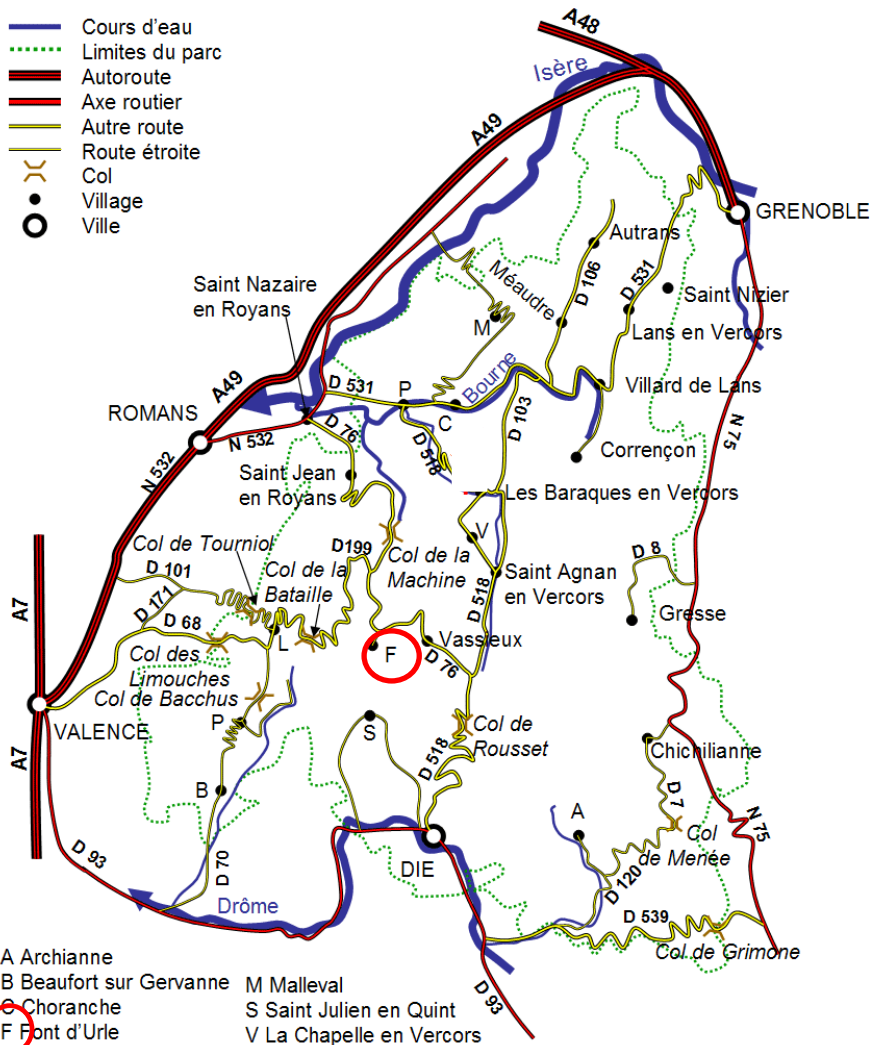 Cours d'eau
Limites du parc
Autoroute
Axe routier
Autre route
Route étroite
Col
Village
Ville
A48
Isère
A49
GRENOBLE
Autrans
D 106
Méaudre
D 531
Saint Nizier
Lans en Vercors
Saint Nazaire
en Royans
M
A49
D 531
P
Bourne
C
D 103
Villard de Lans
N 75
ROMANS
N 532
D 76
D 518
Corrençon
N 532
Saint Jean
en Royans
Les Baraques en Vercors
V
Col de Tourniol
D199
Col de la
Machine
D 8
D 101
Col de la
Bataille
D 518
Saint Agnan
en Vercors
A7
D 171
D 68
L
Gresse
F
Vassieux
D 76
Col des
Limouches
Col de Bacchus
VALENCE
P
S
Col de
Rousset
D 518
Chichilianne
A7
B
D 7
A
Col
de Menée
N 75
D 93
D 70
DIE
D 120
Drôme
D 539
Col de Grimone
D 93
A Archianne
B Beaufort sur Gervanne
C Choranche
F Font d'Urle
M Malleval
S Saint Julien en Quint
V La Chapelle en Vercors